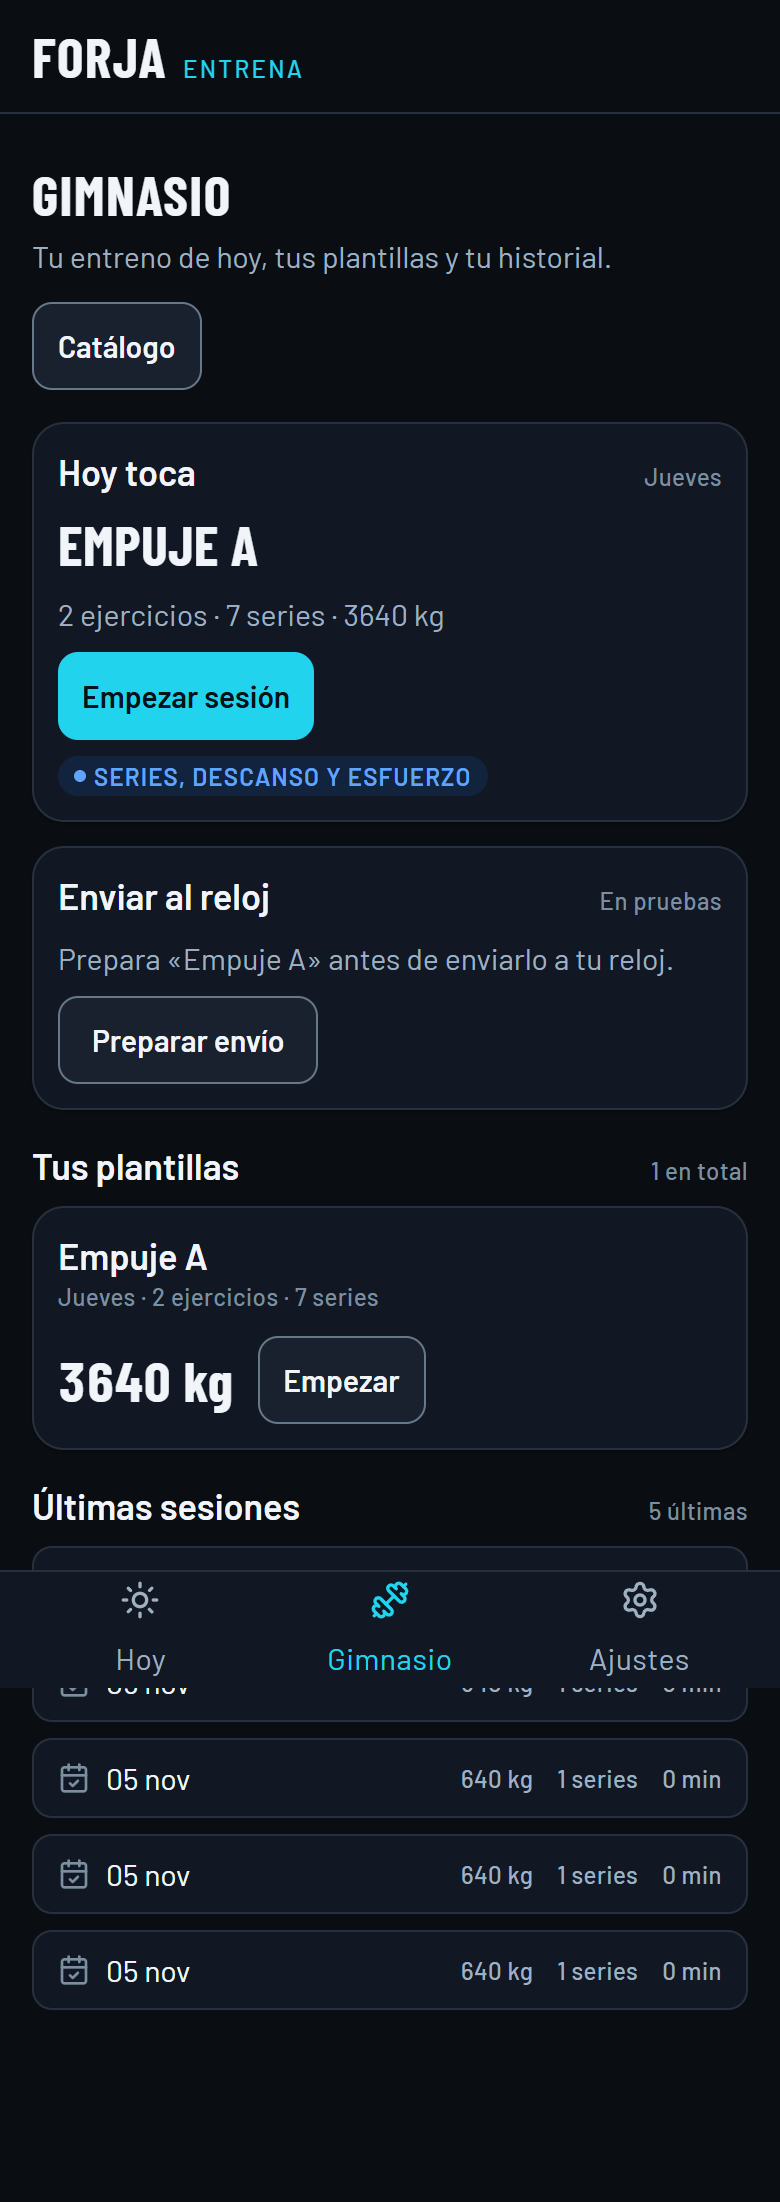 FORJA ENTRENA
GIMNASIO
Tu entreno de hoy, tus plantillas y tu historial.
Catálogo
Hoy toca Jueves
EMPUJE A
2 ejercicios · 7 series · 3640 kg
Empezar sesión
SERIES, DESCANSO Y ESFUERZO
Enviar al reloj En pruebas
Prepara «Empuje A» antes de enviarlo a tu reloj.
Preparar envío
Tus plantillas 1 en total
Empuje A
Jueves · 2 ejercicios · 7 series
3640 kg Empezar
Últimas sesiones 5 últimas
Hoy Gimnasio Ajustes
05 nov 640 kg 1 series 0 min
05 nov 640 kg 1 series 0 min
05 nov 640 kg 1 series 0 min